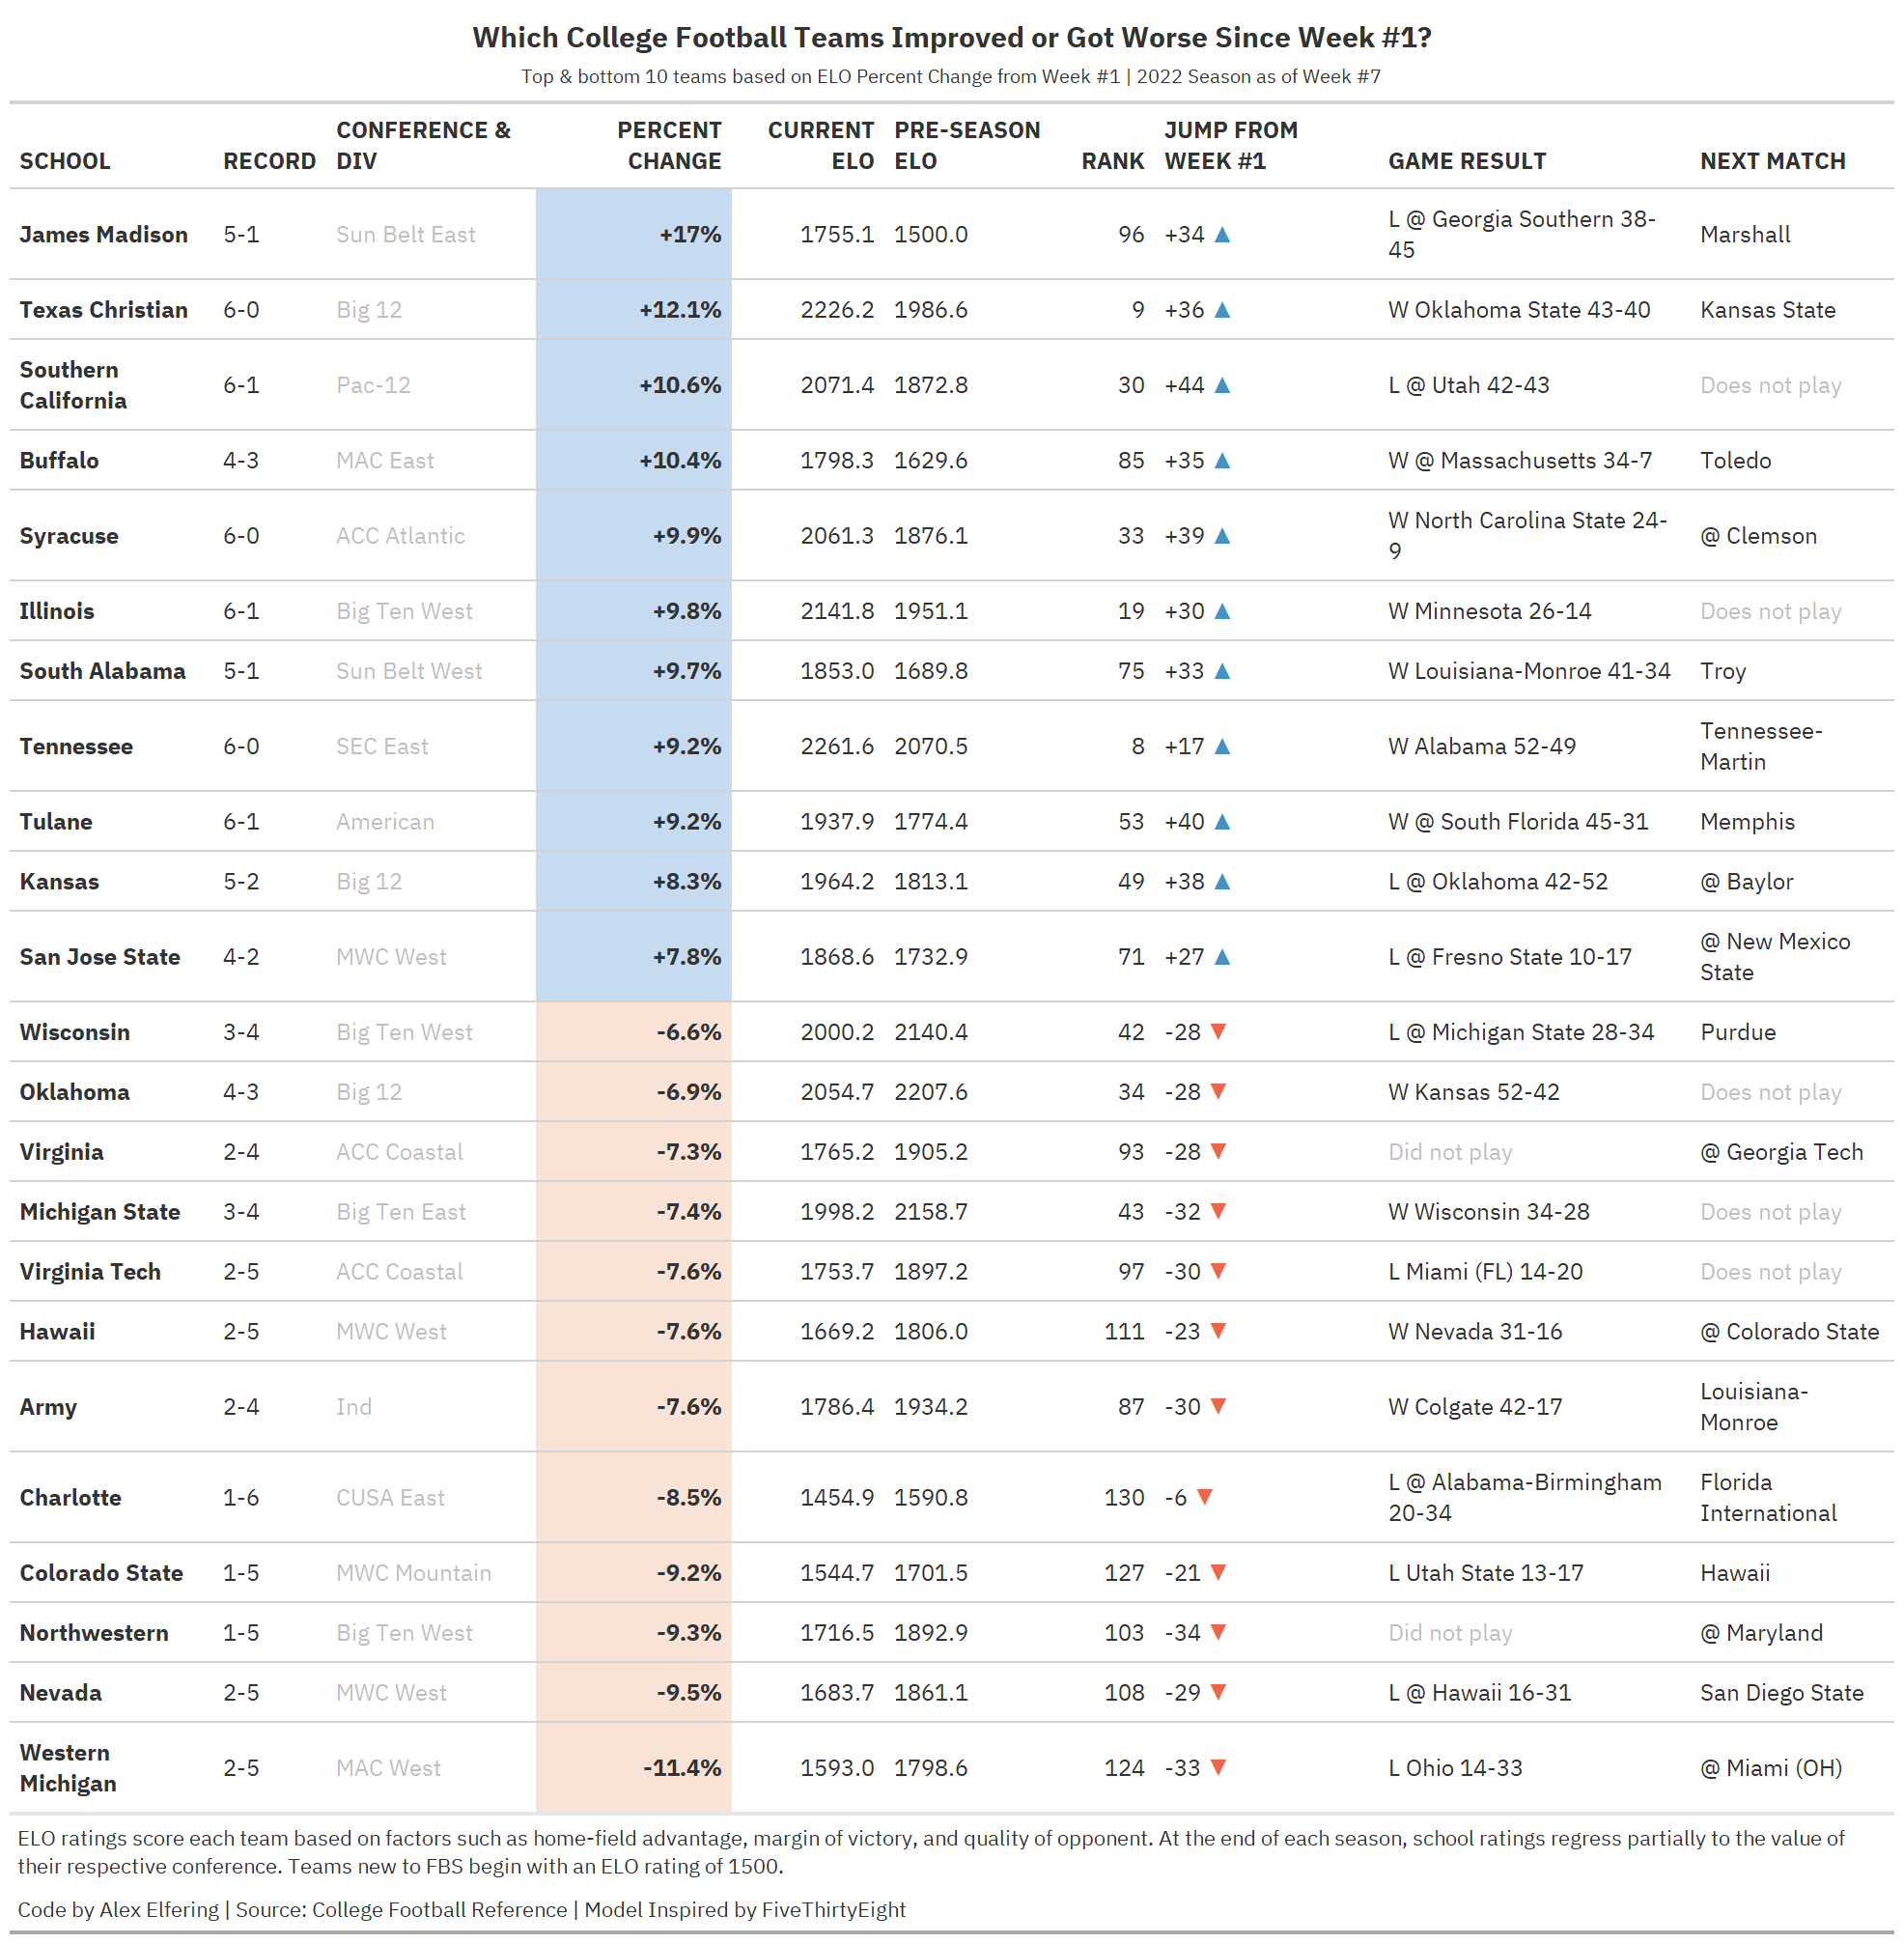 Which College Football Teams Improved or Got Worse Since Week #1?
Top & bottom 10 teams based on ELO Percent Change from Week #1 | 2022 Season as of Week #7
SCHOOL RECORD CONFERENCE & DIV PERCENT CHANGE CURRENT ELO PRE-SEASON ELO RANK JUMP FROM WEEK #1 GAME RESULT NEXT MATCH
James Madison 5-1 Sun Belt East +17% 1755.1 1500.0 96 +34 ▲ L @ Georgia Southern 38-45 Marshall
Texas Christian 6-0 Big 12 +12.1% 2226.2 1986.6 9 +36 ▲ W Oklahoma State 43-40 Kansas State
Southern California 6-1 Pac-12 +10.6% 2071.4 1872.8 30 +44 ▲ L @ Utah 42-43 Does not play
Buffalo 4-3 MAC East +10.4% 1798.3 1629.6 85 +35 ▲ W @ Massachusetts 34-7 Toledo
Syracuse 6-0 ACC Atlantic +9.9% 2061.3 1876.1 33 +39 ▲ W North Carolina State 24-9 @ Clemson
Illinois 6-1 Big Ten West +9.8% 2141.8 1951.1 19 +30 ▲ W Minnesota 26-14 Does not play
South Alabama 5-1 Sun Belt West +9.7% 1853.0 1689.8 75 +33 ▲ W Louisiana-Monroe 41-34 Troy
Tennessee 6-0 SEC East +9.2% 2261.6 2070.5 8 +17 ▲ W Alabama 52-49 Tennessee-Martin
Tulane 6-1 American +9.2% 1937.9 1774.4 53 +40 ▲ W @ South Florida 45-31 Memphis
Kansas 5-2 Big 12 +8.3% 1964.2 1813.1 49 +38 ▲ L @ Oklahoma 42-52 @ Baylor
San Jose State 4-2 MWC West +7.8% 1868.6 1732.9 71 +27 ▲ L @ Fresno State 10-17 @ New Mexico State
Wisconsin 3-4 Big Ten West -6.6% 2000.2 2140.4 42 -28 ▼ L @ Michigan State 28-34 Purdue
Oklahoma 4-3 Big 12 -6.9% 2054.7 2207.6 34 -28 ▼ W Kansas 52-42 Does not play
Virginia 2-4 ACC Coastal -7.3% 1765.2 1905.2 93 -28 ▼ Did not play @ Georgia Tech
Michigan State 3-4 Big Ten East -7.4% 1998.2 2158.7 43 -32 ▼ W Wisconsin 34-28 Does not play
Virginia Tech 2-5 ACC Coastal -7.6% 1753.7 1897.2 97 -30 ▼ L Miami (FL) 14-20 Does not play
Hawaii 2-5 MWC West -7.6% 1669.2 1806.0 111 -23 ▼ W Nevada 31-16 @ Colorado State
Army 2-4 Ind -7.6% 1786.4 1934.2 87 -30 ▼ W Colgate 42-17 Louisiana-Monroe
Charlotte 1-6 CUSA East -8.5% 1454.9 1590.8 130 -6 ▼ L @ Alabama-Birmingham 20-34 Florida International
Colorado State 1-5 MWC Mountain -9.2% 1544.7 1701.5 127 -21 ▼ L Utah State 13-17 Hawaii
Northwestern 1-5 Big Ten West -9.3% 1716.5 1892.9 103 -34 ▼ Did not play @ Maryland
Nevada 2-5 MWC West -9.5% 1683.7 1861.1 108 -29 ▼ L @ Hawaii 16-31 San Diego State
Western Michigan 2-5 MAC West -11.4% 1593.0 1798.6 124 -33 ▼ L Ohio 14-33 @ Miami (OH)
ELO ratings score each team based on factors such as home-field advantage, margin of victory, and quality of opponent. At the end of each season, school ratings regress partially to the value of
their respective conference. Teams new to FBS begin with an ELO rating of 1500.
Code by Alex Elfering | Source: College Football Reference | Model Inspired by FiveThirtyEight